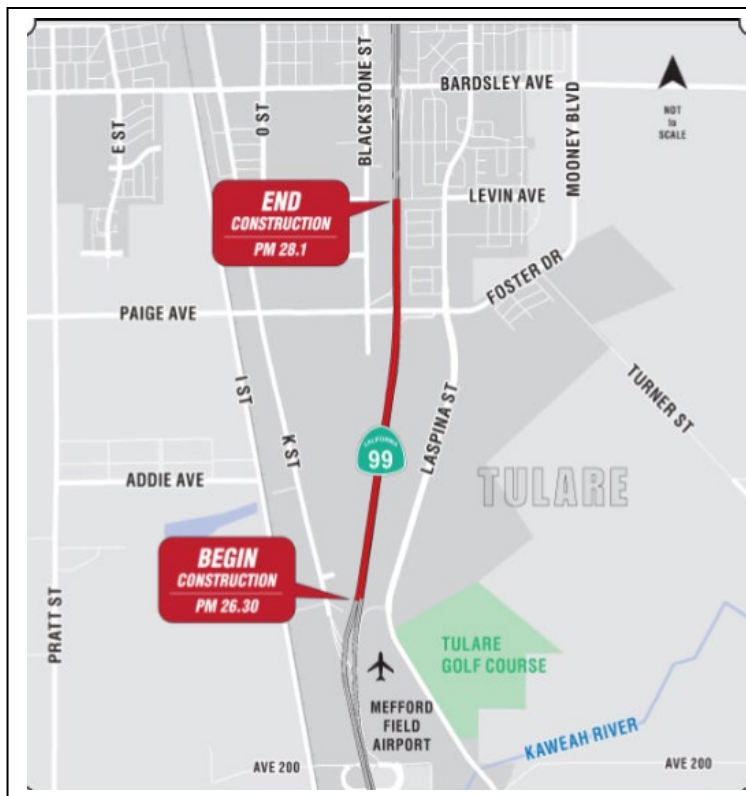 BARDSLEY AVE
E ST
O ST
BLACKSTONE ST
MOONEY BLVD
NOT
to
SCALE
END
CONSTRUCTION
PM 28.1
LEVIN AVE
FOSTER DR
PAIGE AVE
I ST
K ST
LASPINA ST
TURNER ST
CALIFORNIA
99
ADDIE AVE
TULARE
BEGIN
CONSTRUCTION
PM 26.30
PRATT ST
TULARE
GOLF COURSE
MEFFORD
FIELD
AIRPORT
KAWEAH RIVER
AVE 200
AVE 200